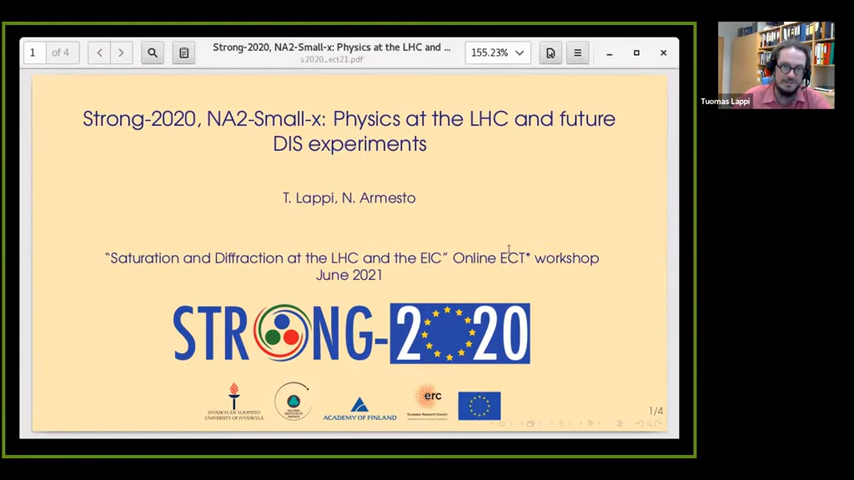 1 of 4
Strong-2020, NA2-Small-x: Physics at the LHC and ...
s2020_ect21.pdf
155.23%
Tuomas Lappi
Strong-2020, NA2-Small-x: Physics at the LHC and future
DIS experiments
T. Lappi, N. Armesto
“Saturation and Diffraction at the LHC and the EIC” Online ECT* workshop
June 2021
STRONG-2020
JYVÄSKYLÄN YLIOPISTO
UNIVERSITY OF JYVÄSKYLÄ
ACADEMY OF FINLAND
erc
European Research Council
1/4